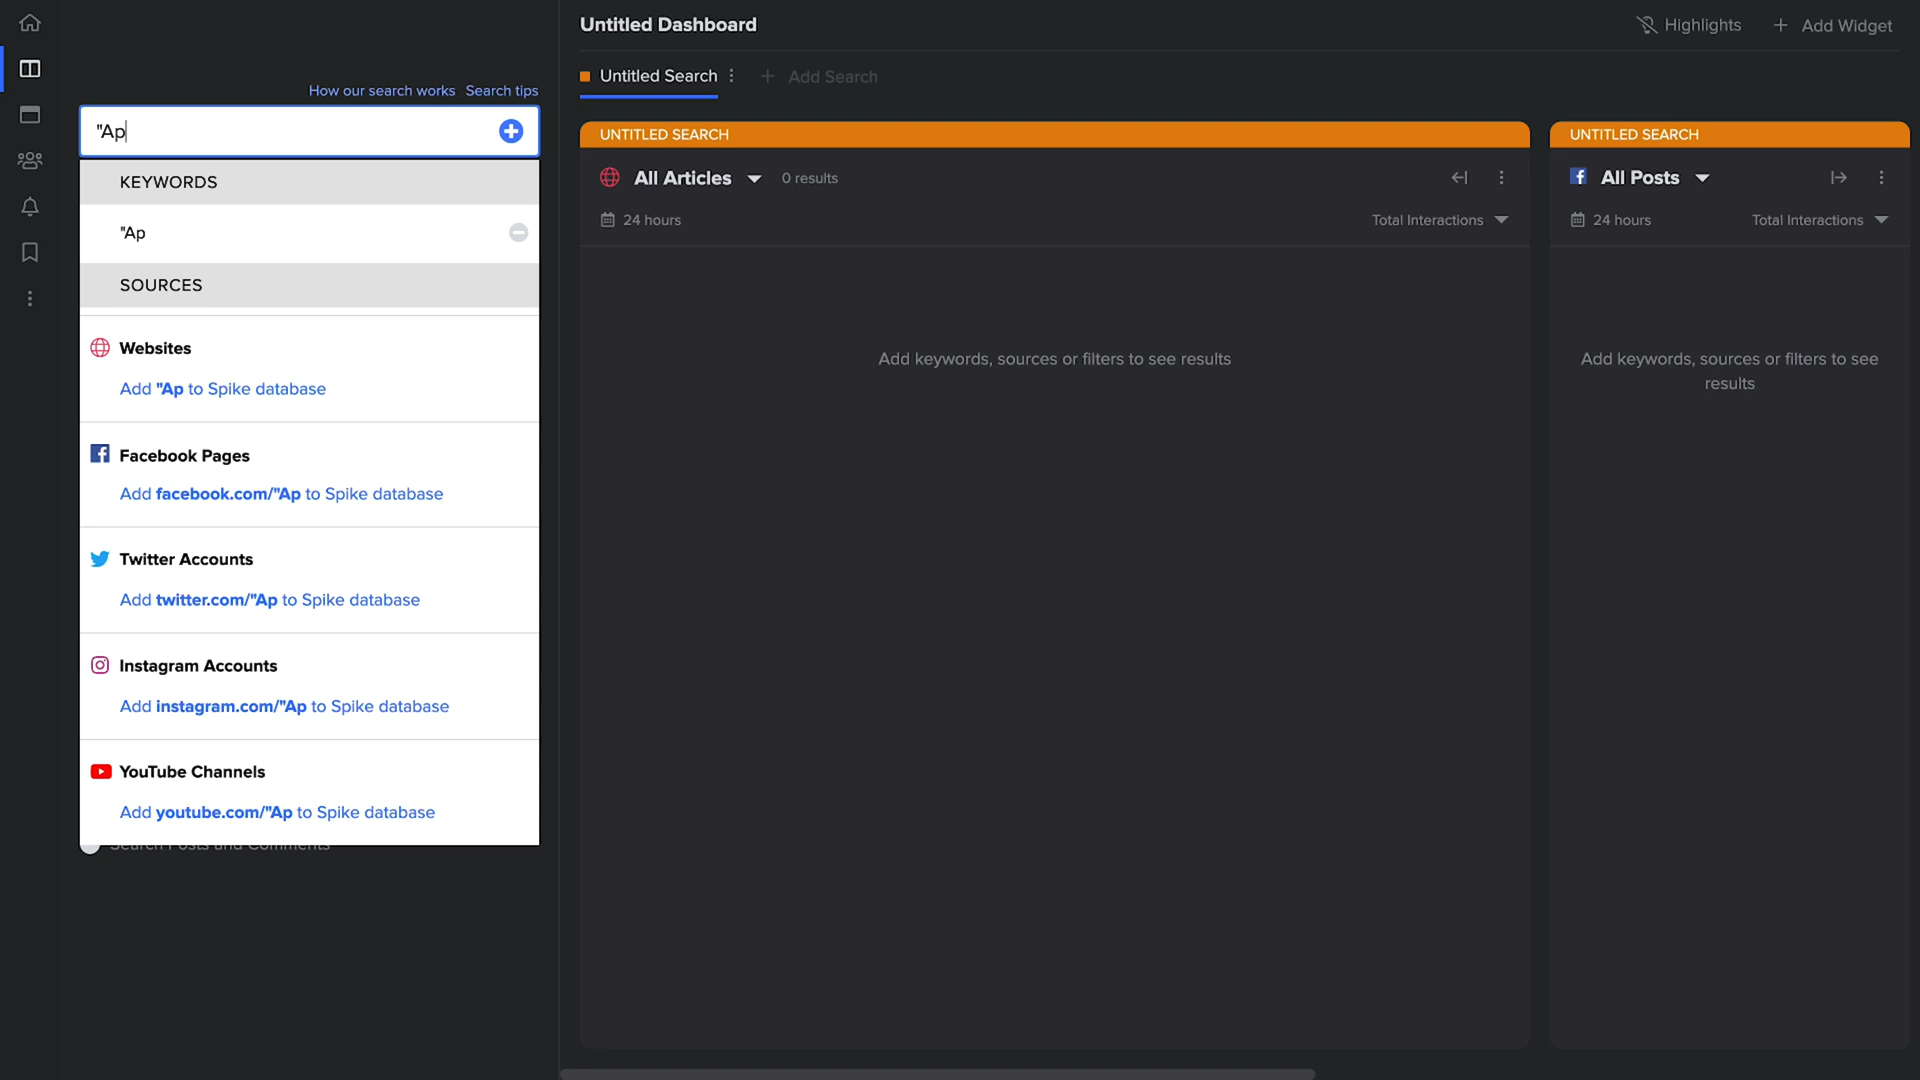 Untitled Dashboard
Highlights
Add Widget
Untitled Search
Add Search
How our search works
Search tips
"Ap
KEYWORDS
"Ap
SOURCES
Websites
Add "Ap to Spike database
Facebook Pages
Add facebook.com/"Ap to Spike database
Twitter Accounts
Add twitter.com/"Ap to Spike database
Instagram Accounts
Add instagram.com/"Ap to Spike database
YouTube Channels
Add youtube.com/"Ap to Spike database
Search Posts and Comments
UNTITLED SEARCH
All Articles
0 results
24 hours
Total Interactions
Add keywords, sources or filters to see results
UNTITLED SEARCH
All Posts
24 hours
Total Interactions
Add keywords, sources or filters to see
results